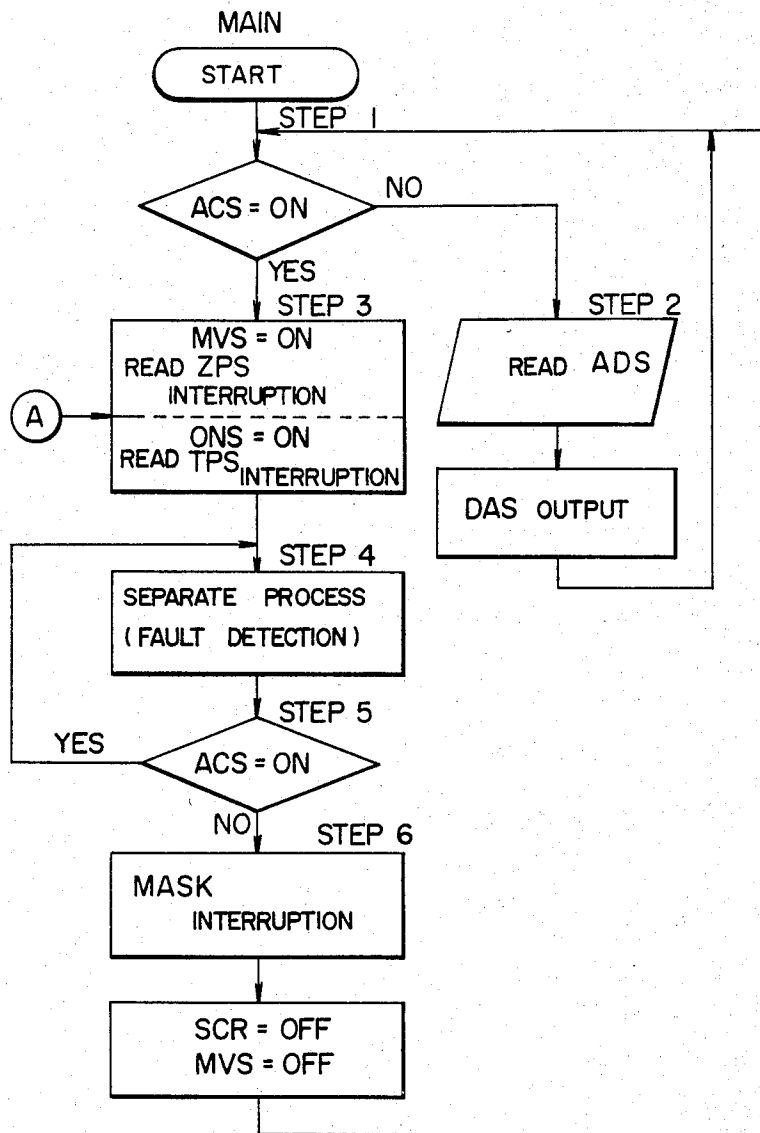 MAIN
START
STEP 1
ACS = ON
NO
YES
STEP 3
MVS = ON
READ ZPS
INTERRUPTION
A
ONS = ON
READ TPS
INTERRUPTION
STEP 2
READ ADS
DAS OUTPUT
STEP 4
SEPARATE PROCESS
(FAULT DETECTION)
STEP 5
YES
ACS = ON
NO
STEP 6
MASK
INTERRUPTION
SCR = OFF
MVS = OFF